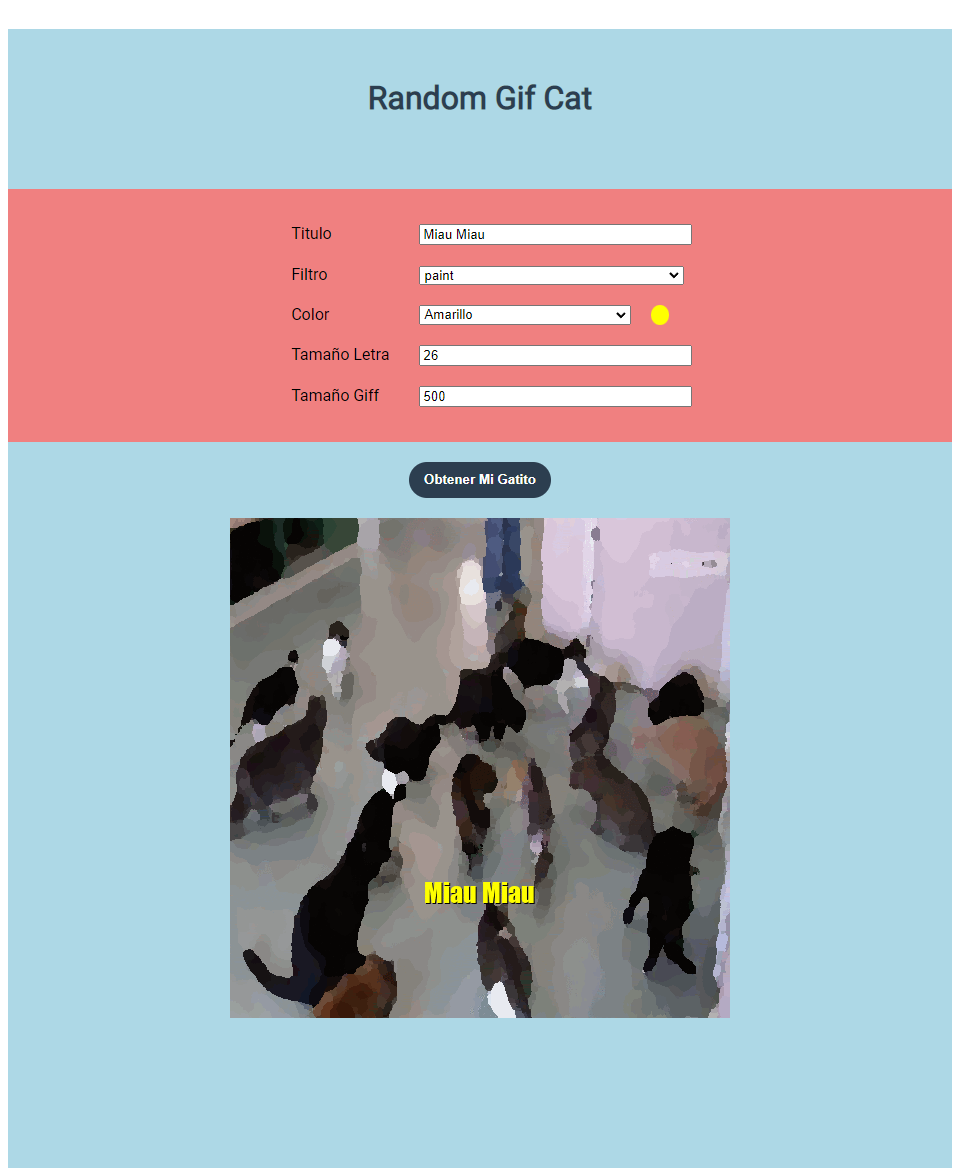 Random Gif Cat
Titulo Miau Miau
Filtro paint
Color Amarillo
Tamaño Letra 26
Tamaño Giff 500
Obtener Mi Gatito
Miau Miau